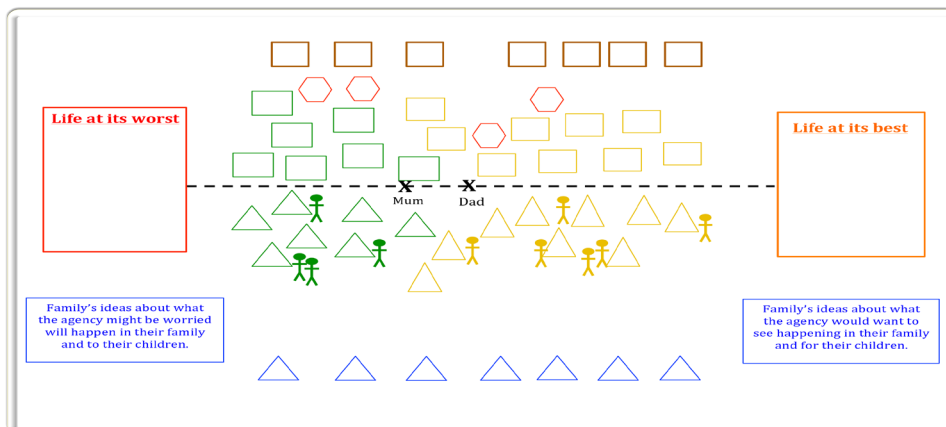 Life at its worst
Life at its best
X
X
Mum
Dad
Family's ideas about what
the agency might be worried
will happen in their family
and to their children.
Family's ideas about what
the agency would want to
see happening in their family
and for their children.